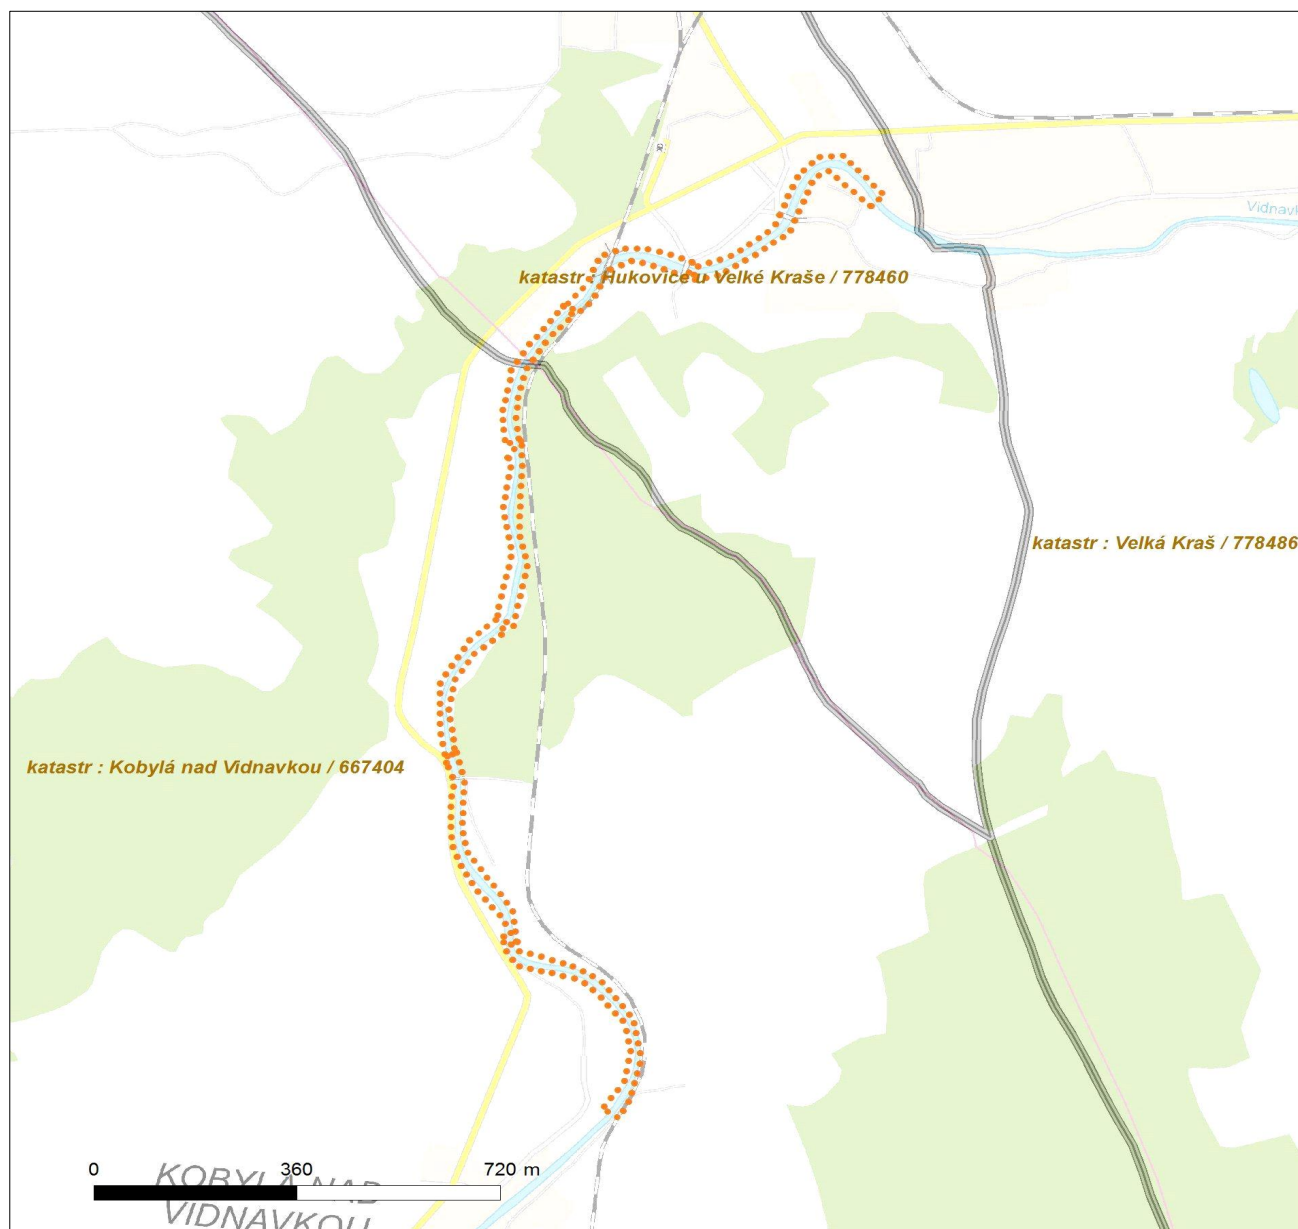 Vidnavk
katastr : Hukovice u Velké Kraše / 778460
katastr : Velká Kraš / 778486
katastr : Kobylá nad Vidnavkou / 667404
0 360 720 m
KOBYLÁ NAD
VIDNAVKOU